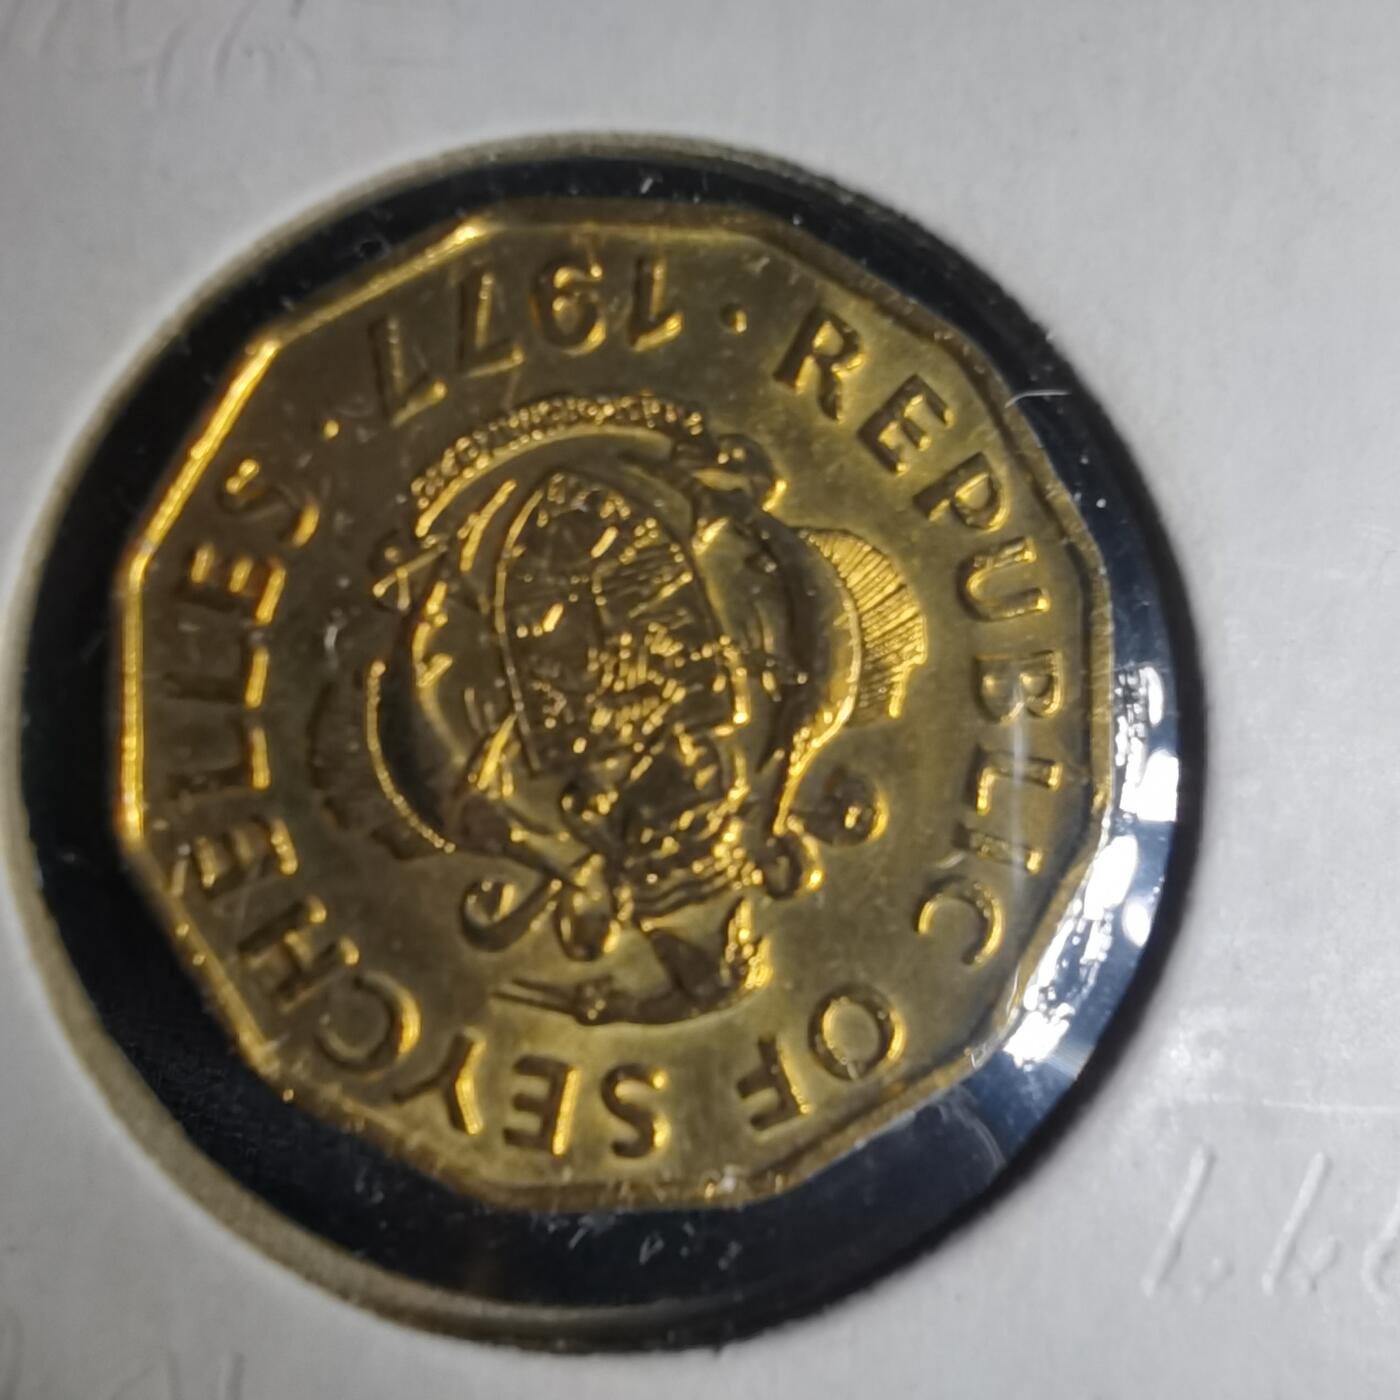 REPUBLIC OF SEYCHELLES
· 1977 ·